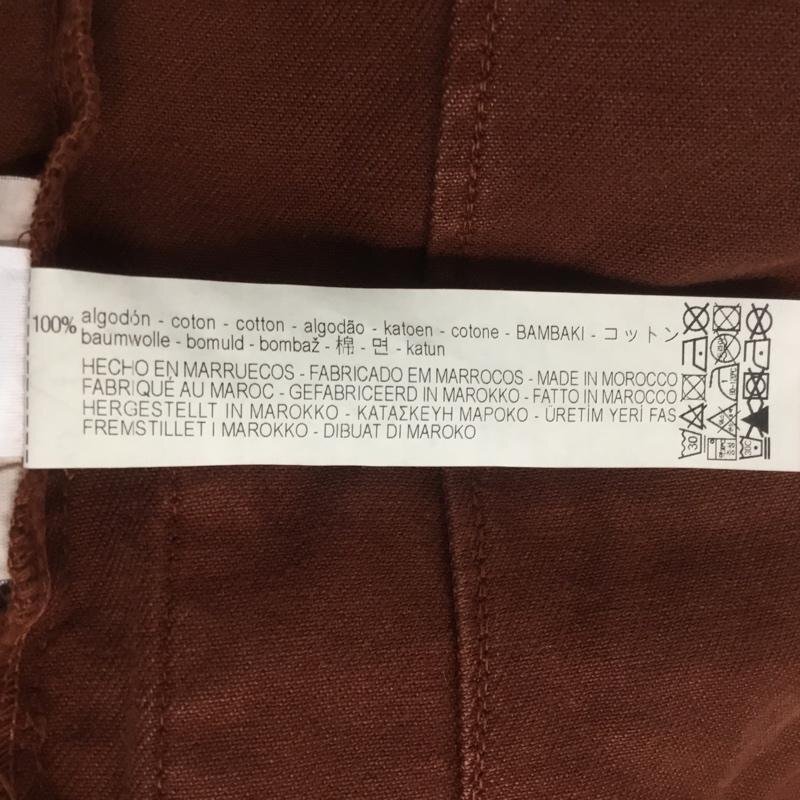 100% algodón - coton - cotton - algodão - katoen - cotone - BAMBAKI - コットン
baumwolle - bomuld - bombaž - 棉 - 면 - katun
HECHO EN MARRUECOS - FABRICADO EM MARROCOS - MADE IN MOROCCO
FABRIQUÉ AU MAROC - GEFABRICEERD IN MAROKKO - FATTO IN MAROCCO
HERGESTELLT IN MAROKKO - ΚΑΤΑΣΚΕΥΗ ΜΑΡΟΚΟ - ÜRETİM YERİ FAS
FREMSTILLET I MAROKKO - DIBUAT DI MAROKO
30